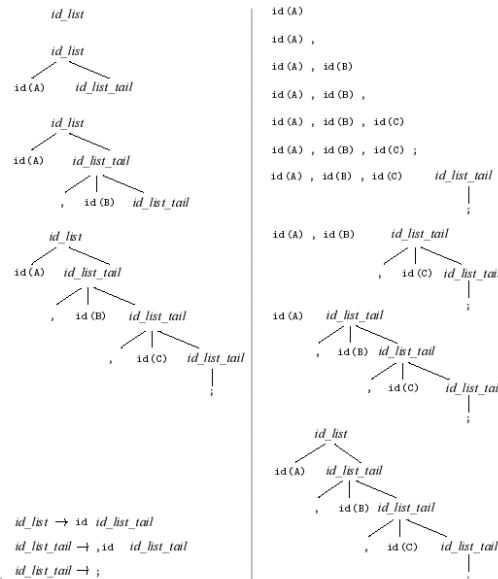 id_list
id_list
id(A) id_list_tail
id_list
id(A) id_list_tail
, id(B) id_list_tail
id_list
id(A) id_list_tail
, id(B) id_list_tail
, id(C) id_list_tail
;
id_list → id id_list_tail
id_list_tail → ,id id_list_tail
id_list_tail → ;
id(A)
id(A) ,
id(A) , id(B)
id(A) , id(B) ,
id(A) , id(B) , id(C)
id(A) , id(B) , id(C) ;
id(A) , id(B) , id(C) id_list_tail
;
id(A) , id(B) id_list_tail
, id(C) id_list_tail
;
id(A) id_list_tail
, id(B) id_list_tail
, id(C) id_list_tail
;
id_list
id(A) id_list_tail
, id(B) id_list_tail
, id(C) id_list_tail
;